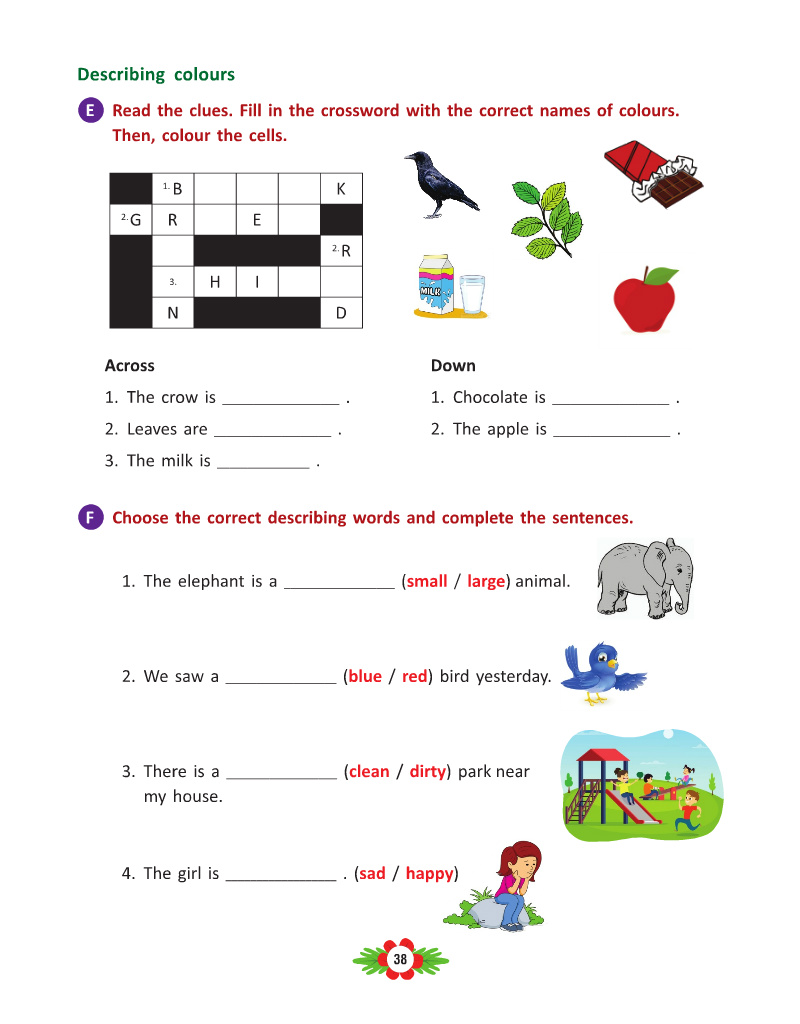 Describing colours
E Read the clues. Fill in the crossword with the correct names of colours.
Then, colour the cells.
1. B K
2. G R E
2. R
3. H I
N D
MILK
Across
1. The crow is _____________ .
2. Leaves are _____________ .
3. The milk is __________ .
Down
1. Chocolate is _____________ .
2. The apple is _____________ .
F Choose the correct describing words and complete the sentences.
1. The elephant is a ____________ (small / large) animal.
2. We saw a ____________ (blue / red) bird yesterday.
3. There is a ____________ (clean / dirty) park near
my house.
4. The girl is ____________ . (sad / happy)
38